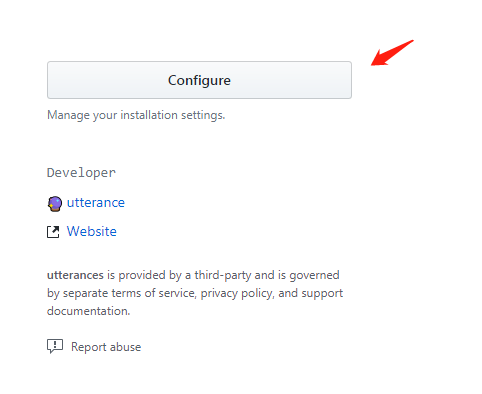 Configure
Manage your installation settings.
Developer
utterance
Website
utterances is provided by a third-party and is governed
by separate terms of service, privacy policy, and support
documentation.
Report abuse